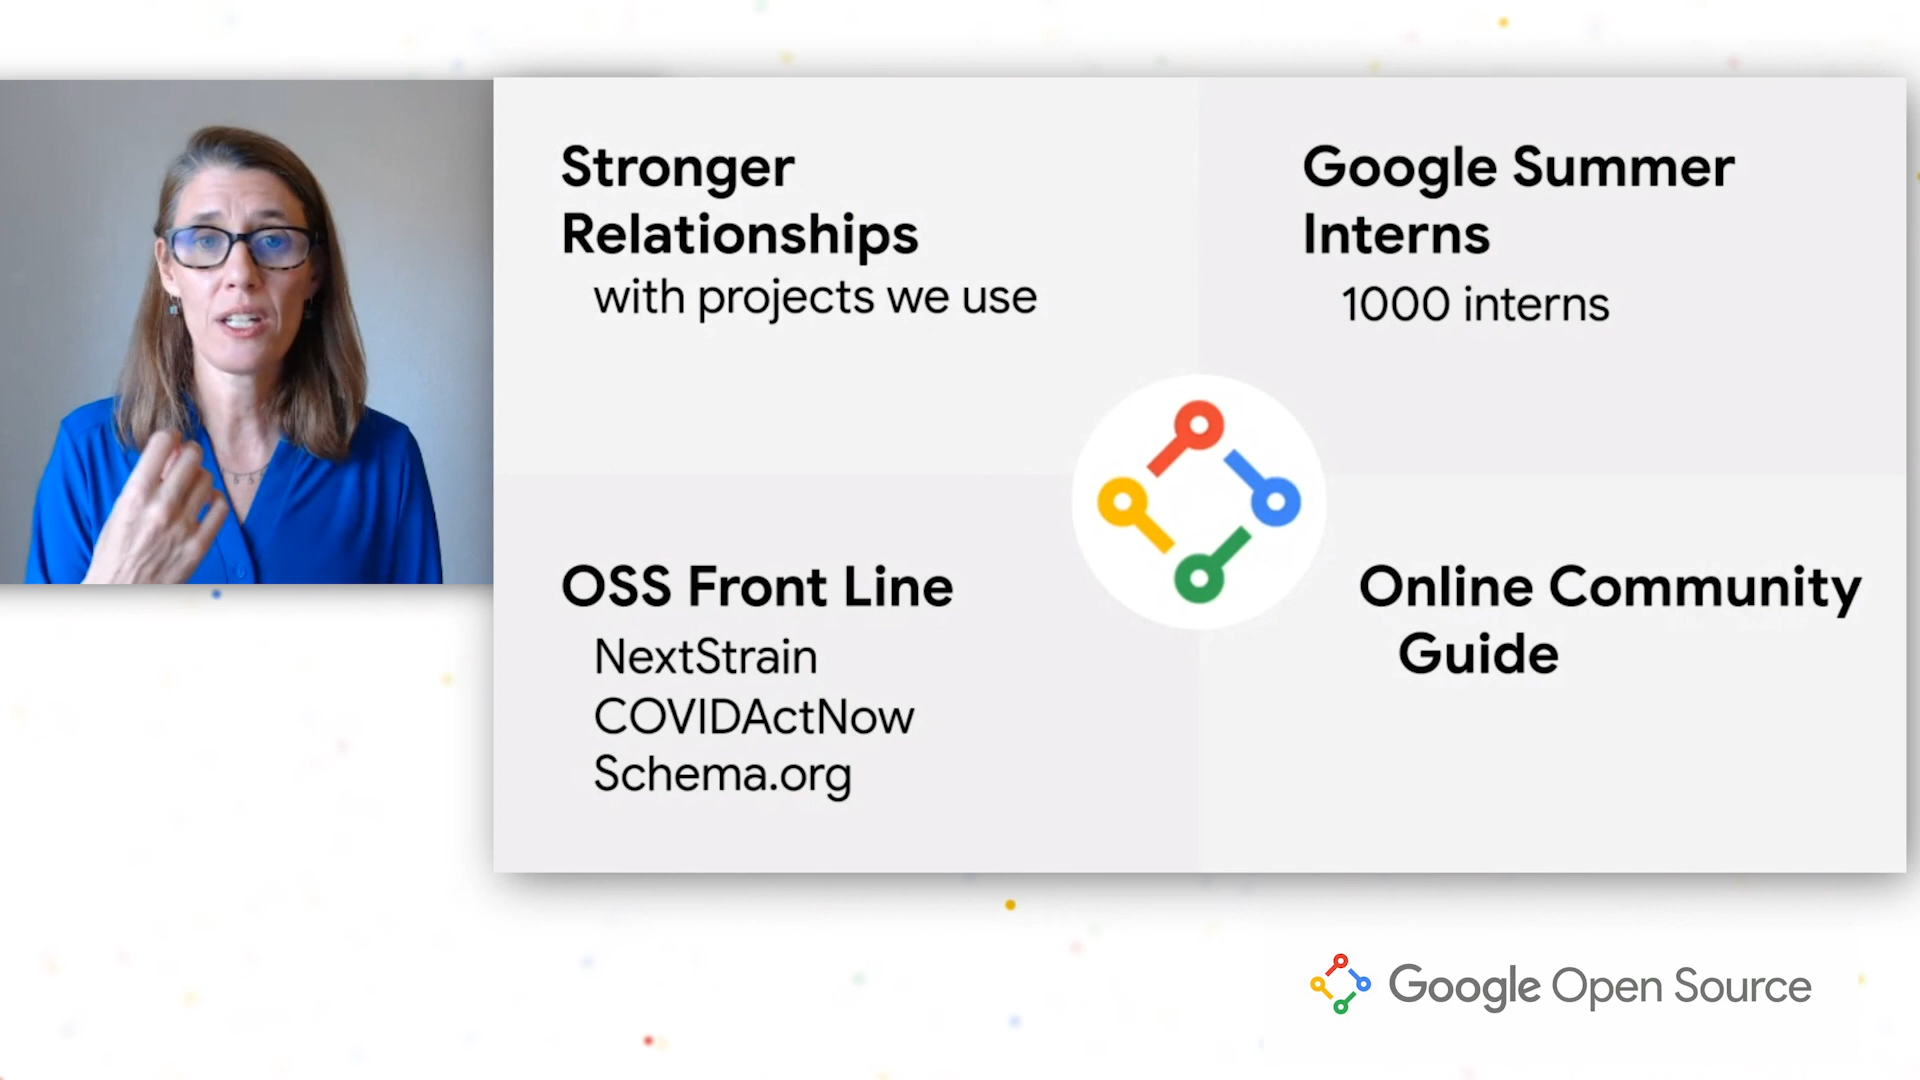 Stronger
Relationships
with projects we use
Google Summer
Interns
1000 interns
OSS Front Line
NextStrain
COVIDActNow
Schema.org
Online Community
Guide
Google Open Source